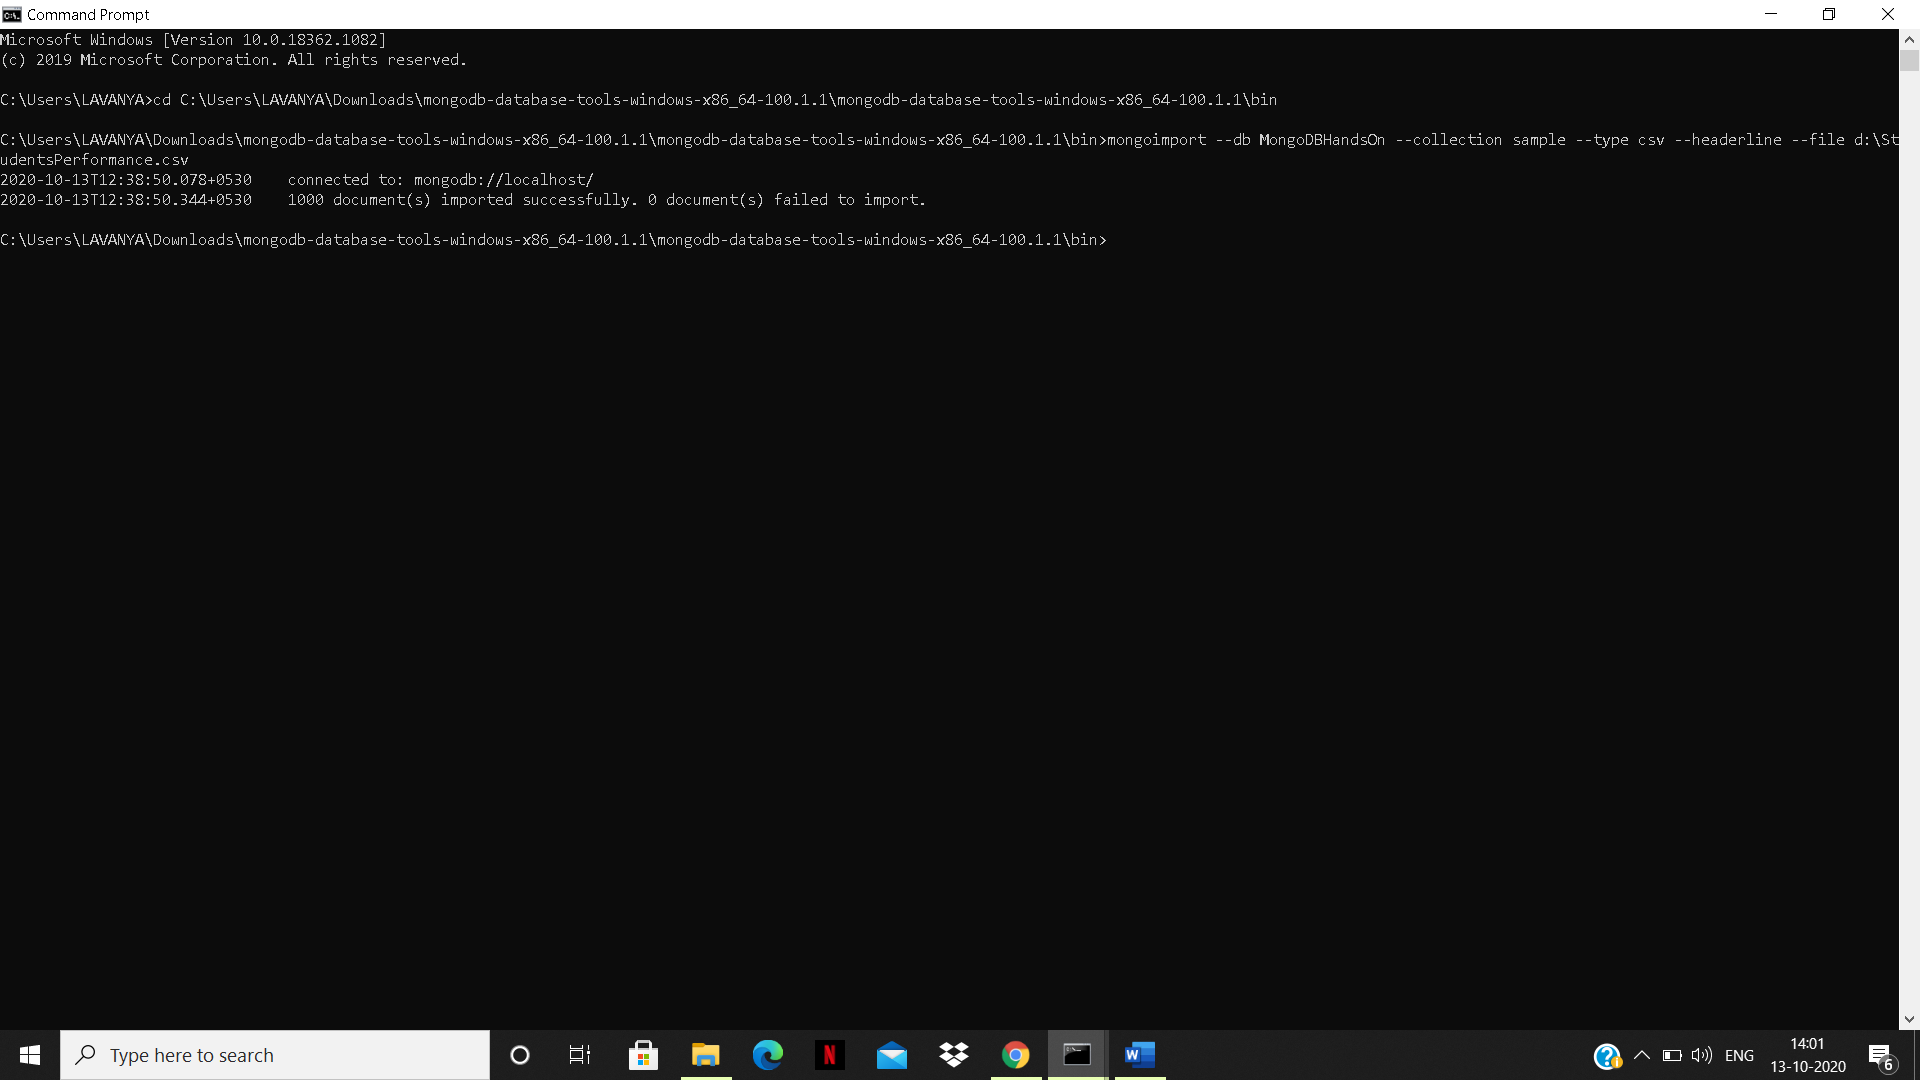 Command Prompt
Microsoft Windows [Version 10.0.18362.1082]
(c) 2019 Microsoft Corporation. All rights reserved.
C:\Users\LAVANYA>cd C:\Users\LAVANYA\Downloads\mongodb-database-tools-windows-x86_64-100.1.1\mongodb-database-tools-windows-x86_64-100.1.1\bin
C:\Users\LAVANYA\Downloads\mongodb-database-tools-windows-x86_64-100.1.1\mongodb-database-tools-windows-x86_64-100.1.1\bin>mongoimport --db MongoDBHandsOn --collection sample --type csv --headerline --file d:\St
udentsPerformance.csv
2020-10-13T12:38:50.078+0530    connected to: mongodb://localhost/
2020-10-13T12:38:50.344+0530    1000 document(s) imported successfully. 0 document(s) failed to import.
C:\Users\LAVANYA\Downloads\mongodb-database-tools-windows-x86_64-100.1.1\mongodb-database-tools-windows-x86_64-100.1.1\bin>
Type here to search
N
W
ENG
14:01
13-10-2020
6